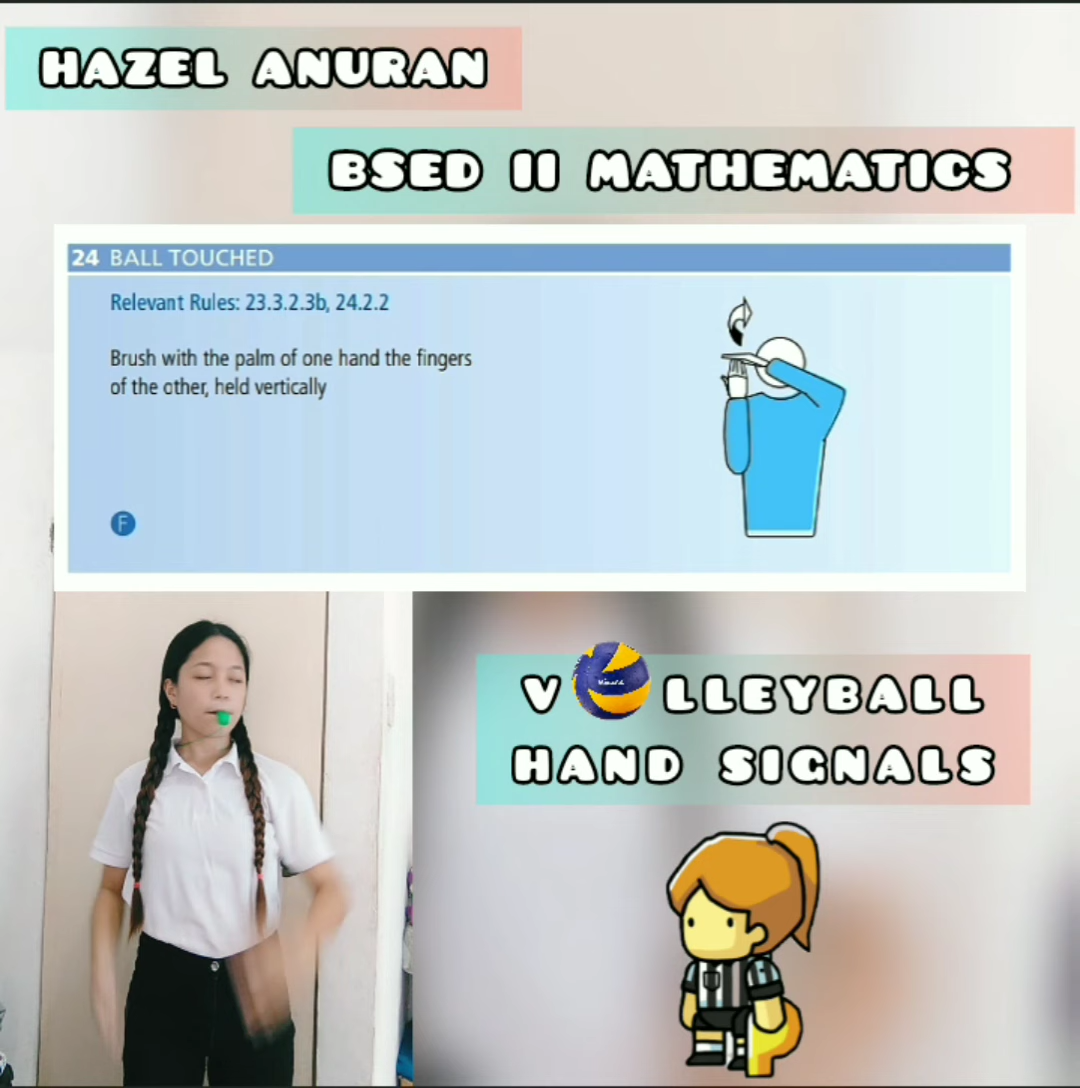 HAZEL ANURAN
BSED II MATHEMATICS
24 BALL TOUCHED
Relevant Rules: 23.3.2.3b, 24.2.2
Brush with the palm of one hand the fingers
of the other, held vertically
F
V LLEYBALL
HAND SIGNALS